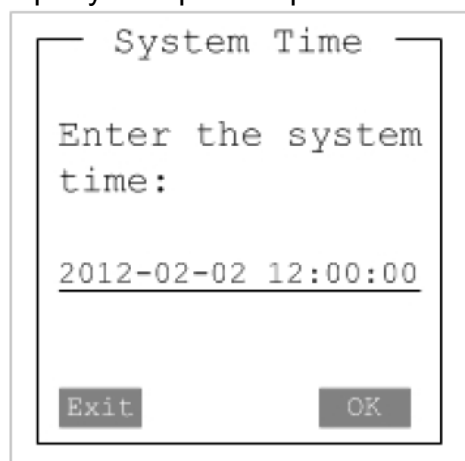 System Time
Enter the system
time:
2012-02-02 12:00:00
Exit OK